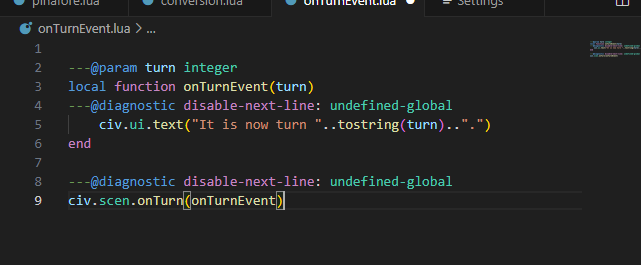 pinafore.lua conversion.lua onTurnEvent.lua Settings
onTurnEvent.lua > ...
1
2 ---@param turn integer
3 local function onTurnEvent(turn)
4 ---@diagnostic disable-next-line: undefined-global
5 civ.ui.text("It is now turn "..tostring(turn)..".")
6 end
7
8 ---@diagnostic disable-next-line: undefined-global
9 civ.scen.onTurn(onTurnEvent)